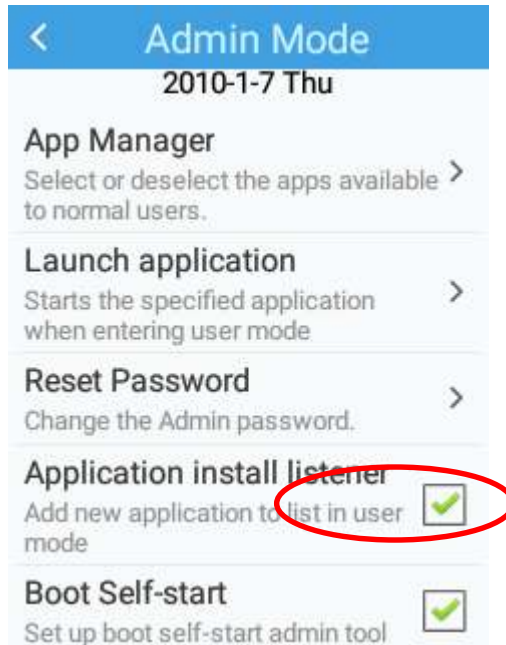 Admin Mode
2010-1-7 Thu
App Manager
Select or deselect the apps available
to normal users.
Launch application
Starts the specified application
when entering user mode
Reset Password
Change the Admin password.
Application install listener
Add new application to list in user
mode
Boot Self-start
Set up boot self-start admin tool